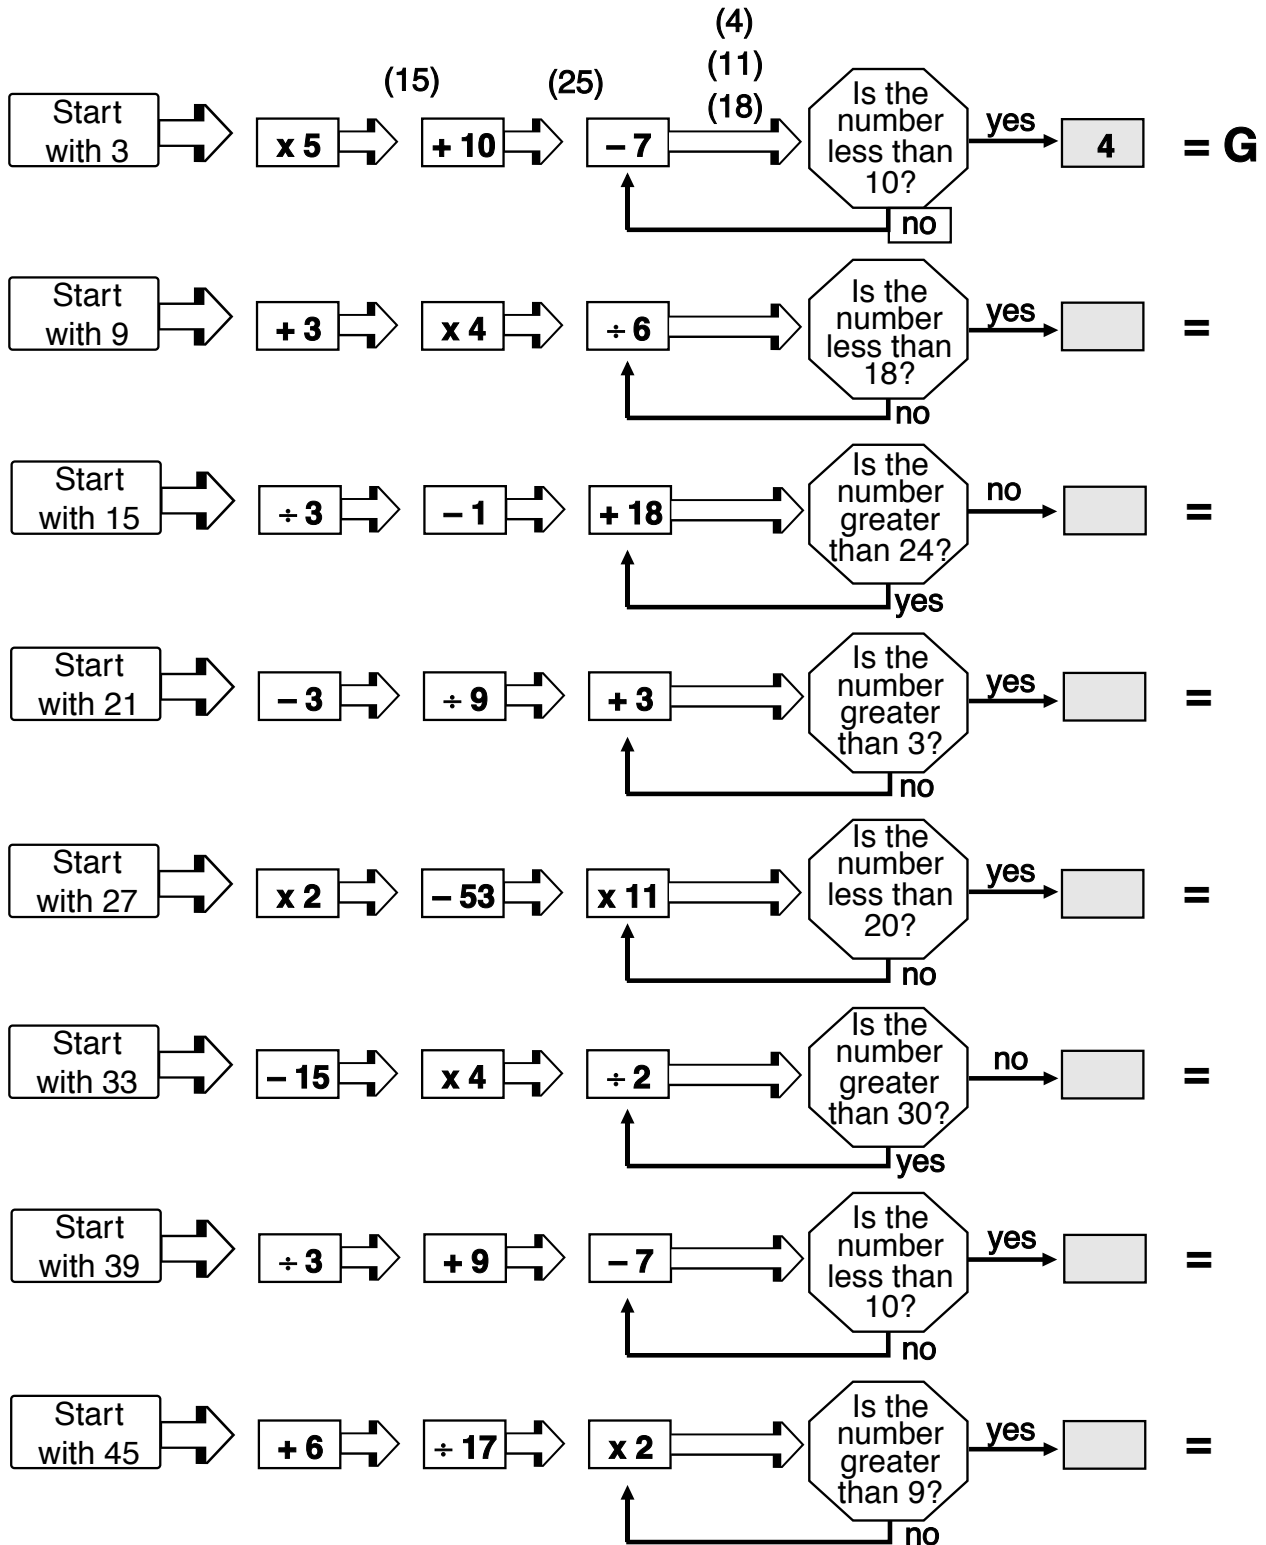 (4)
(11)
(18)
(15)
(25)
Start
with 3
x 5
+ 10
– 7
Is the
number
less than
10?
yes
4
= G
no
Start
with 9
+ 3
x 4
÷ 6
Is the
number
less than
18?
yes
=
no
Start
with 15
÷ 3
– 1
+ 18
Is the
number
greater
than 24?
no
=
yes
Start
with 21
– 3
÷ 9
+ 3
Is the
number
greater
than 3?
yes
=
no
Start
with 27
x 2
– 53
x 11
Is the
number
less than
20?
yes
=
no
Start
with 33
– 15
x 4
÷ 2
Is the
number
greater
than 30?
no
=
yes
Start
with 39
÷ 3
+ 9
– 7
Is the
number
less than
10?
yes
=
no
Start
with 45
+ 6
÷ 17
x 2
Is the
number
greater
than 9?
yes
=
no